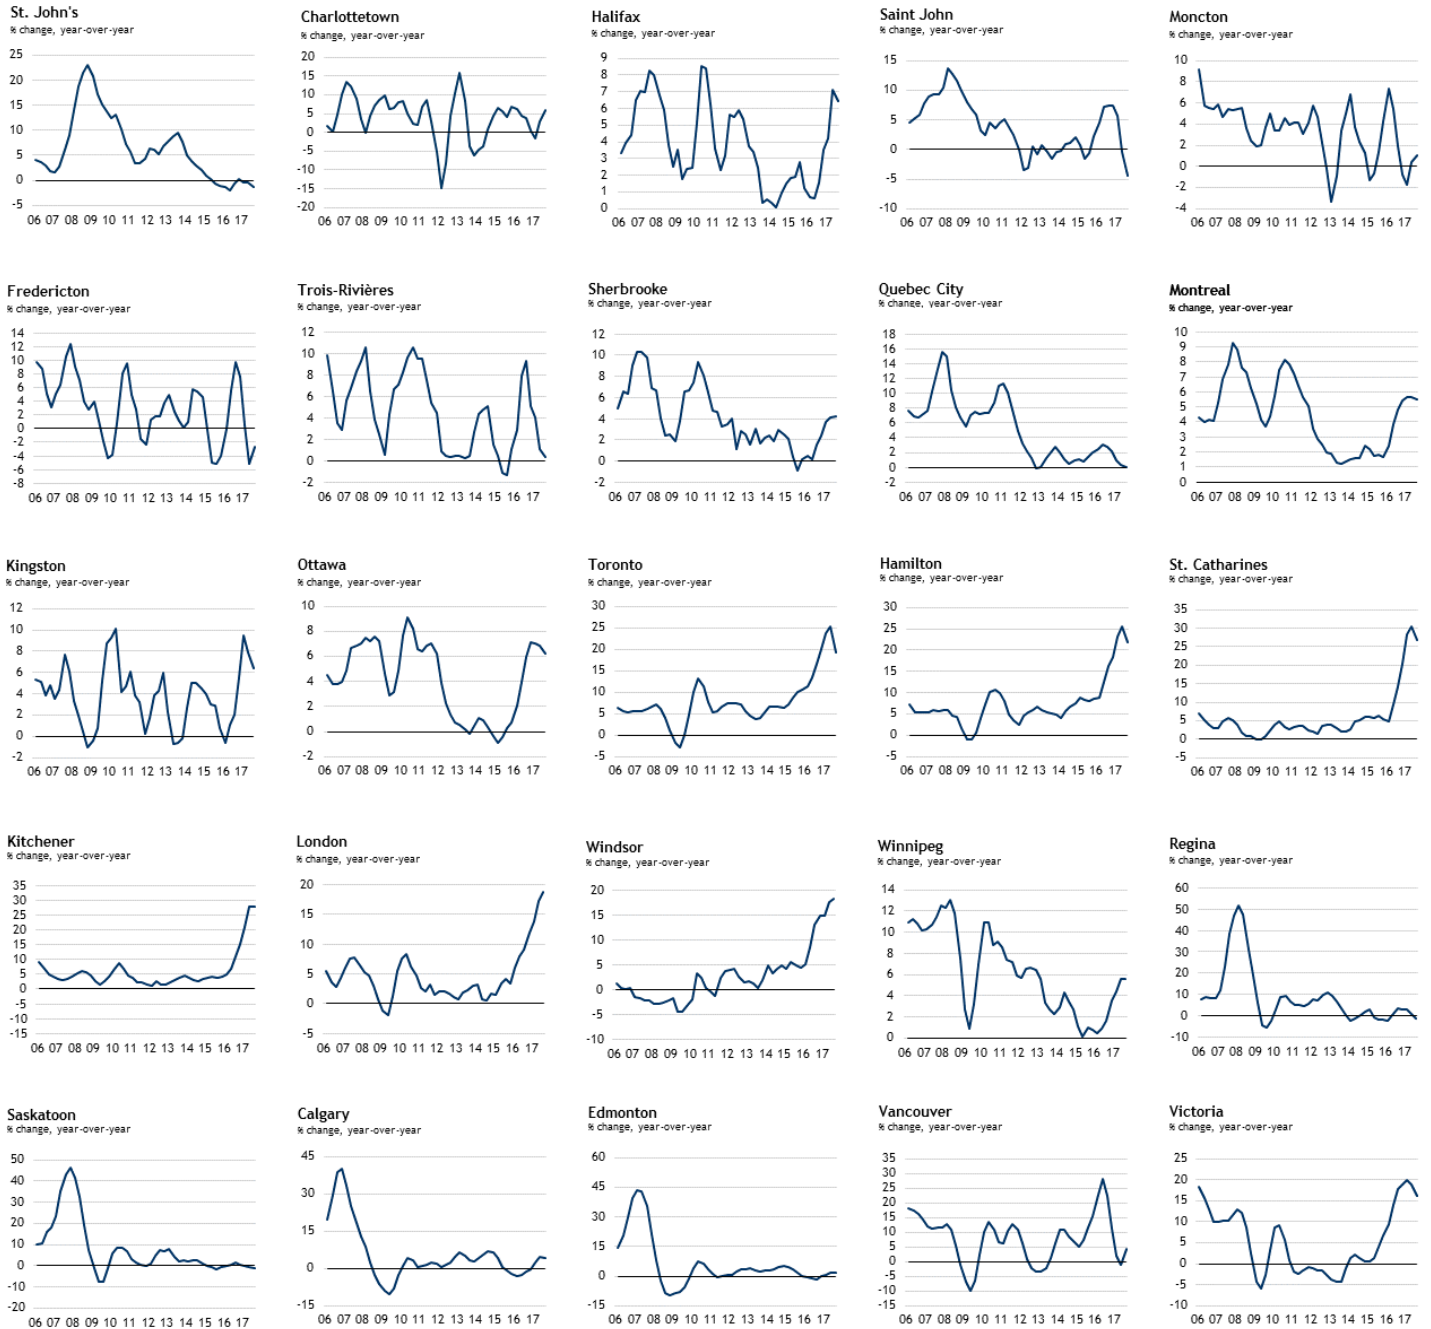 St. John's
% change, year-over-year
25
20
15
10
5
0
-5
06 07 08 09 10 11 12 13 14 15 16 17
Charlottetown
% change, year-over-year
20
15
10
5
0
-5
-10
-15
-20
06 07 08 09 10 11 12 13 14 15 16 17
Halifax
% change, year-over-year
9
8
7
6
5
4
3
2
1
0
06 07 08 09 10 11 12 13 14 15 16 17
Saint John
% change, year-over-year
15
10
5
0
-5
-10
06 07 08 09 10 11 12 13 14 15 16 17
Moncton
% change, year-over-year
10
8
6
4
2
0
-2
-4
06 07 08 09 10 11 12 13 14 15 16 17
Fredericton
% change, year-over-year
14
12
10
8
6
4
2
0
-2
-4
-6
-8
06 07 08 09 10 11 12 13 14 15 16 17
Trois-Rivières
% change, year-over-year
12
10
8
6
4
2
0
-2
06 07 08 09 10 11 12 13 14 15 16 17
Sherbrooke
% change, year-over-year
12
10
8
6
4
2
0
-2
06 07 08 09 10 11 12 13 14 15 16 17
Quebec City
% change, year-over-year
18
16
14
12
10
8
6
4
2
0
-2
06 07 08 09 10 11 12 13 14 15 16 17
Montreal
% change, year-over-year
10
9
8
7
6
5
4
3
2
1
0
06 07 08 09 10 11 12 13 14 15 16 17
Kingston
% change, year-over-year
12
10
8
6
4
2
0
-2
06 07 08 09 10 11 12 13 14 15 16 17
Ottawa
% change, year-over-year
10
8
6
4
2
0
-2
06 07 08 09 10 11 12 13 14 15 16 17
Toronto
% change, year-over-year
30
25
20
15
10
5
0
-5
06 07 08 09 10 11 12 13 14 15 16 17
Hamilton
% change, year-over-year
30
25
20
15
10
5
0
-5
06 07 08 09 10 11 12 13 14 15 16 17
St. Catharines
% change, year-over-year
35
30
25
20
15
10
5
0
-5
06 07 08 09 10 11 12 13 14 15 16 17
Kitchener
% change, year-over-year
35
30
25
20
15
10
5
0
-5
-10
-15
06 07 08 09 10 11 12 13 14 15 16 17
London
% change, year-over-year
20
15
10
5
0
-5
06 07 08 09 10 11 12 13 14 15 16 17
Windsor
% change, year-over-year
20
15
10
5
0
-5
-10
06 07 08 09 10 11 12 13 14 15 16 17
Winnipeg
% change, year-over-year
14
12
10
8
6
4
2
0
06 07 08 09 10 11 12 13 14 15 16 17
Regina
% change, year-over-year
60
50
40
30
20
10
0
-10
06 07 08 09 10 11 12 13 14 15 16 17
Saskatoon
% change, year-over-year
50
40
30
20
10
0
-10
-20
06 07 08 09 10 11 12 13 14 15 16 17
Calgary
% change, year-over-year
45
30
15
0
-15
06 07 08 09 10 11 12 13 14 15 16 17
Edmonton
% change, year-over-year
60
45
30
15
0
-15
06 07 08 09 10 11 12 13 14 15 16 17
Vancouver
% change, year-over-year
35
30
25
20
15
10
5
0
-5
-10
-15
06 07 08 09 10 11 12 13 14 15 16 17
Victoria
% change, year-over-year
25
20
15
10
5
0
-5
-10
06 07 08 09 10 11 12 13 14 15 16 17